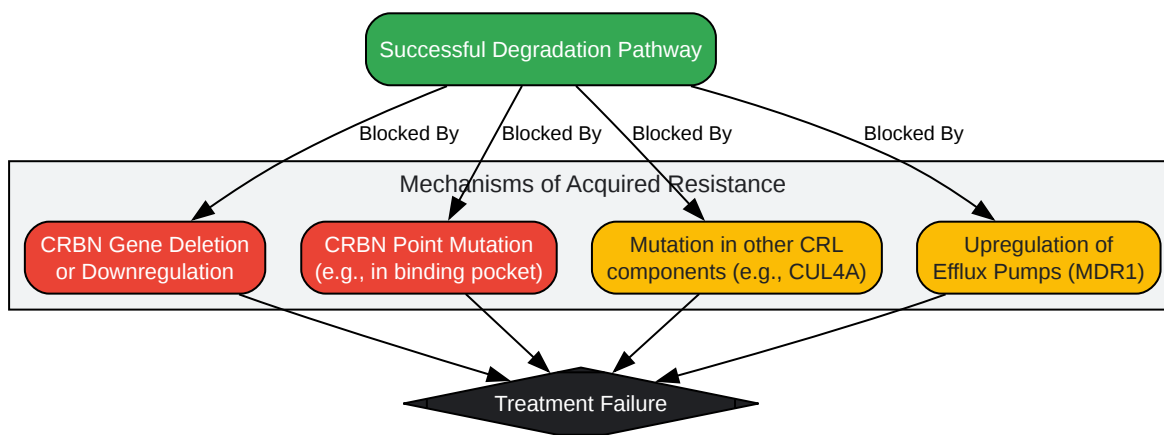 Successful Degradation Pathway
Blocked By
Blocked By
Blocked By
Blocked By
Mechanisms of Acquired Resistance
CRBN Gene Deletion
or Downregulation
CRBN Point Mutation
(e.g., in binding pocket)
Mutation in other CRL
components (e.g., CUL4A)
Upregulation of
Efflux Pumps (MDR1)
Treatment Failure